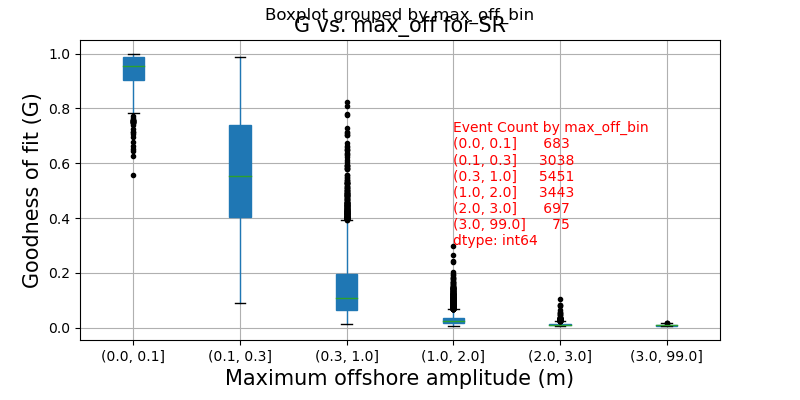 Boxplot grouped by max_off_bin
G vs. max_off for SR
Goodness of fit (G)
1.0
0.8
0.6
0.4
0.2
0.0
Event Count by max_off_bin
(0.0, 0.1] 683
(0.1, 0.3] 3038
(0.3, 1.0] 5451
(1.0, 2.0] 3443
(2.0, 3.0] 697
(3.0, 99.0] 75
dtype: int64
(0.0, 0.1] (0.1, 0.3] (0.3, 1.0] (1.0, 2.0] (2.0, 3.0] (3.0, 99.0]
Maximum offshore amplitude (m)